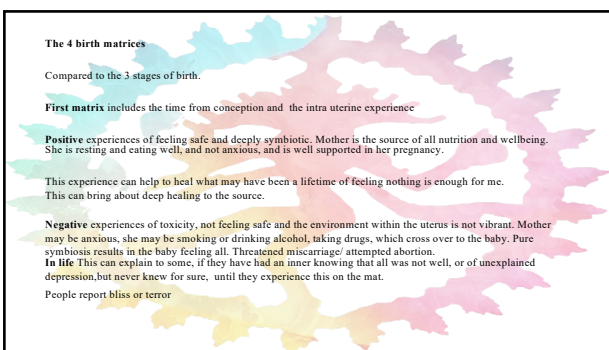 The 4 birth matrices
Compared to the 3 stages of birth.
First matrix includes the time from conception and the intra uterine experience
Positive experiences of feeling safe and deeply symbiotic. Mother is the source of all nutrition and wellbeing.
She is resting and eating well, and not anxious, and is well supported in her pregnancy.
This experience can help to heal what may have been a lifetime of feeling nothing is enough for me.
This can bring about deep healing to the source.
Negative experiences of toxicity, not feeling safe and the environment within the uterus is not vibrant. Mother
may be anxious, she may be smoking or drinking alcohol, taking drugs, which cross over to the baby. Pure
symbiosis results in the baby feeling all. Threatened miscarriage/ attempted abortion.
In life This can explain to some, if they have had an inner knowing that all was not well, or of unexplained
depression,but never knew for sure, until they experience this on the mat.
People report bliss or terror